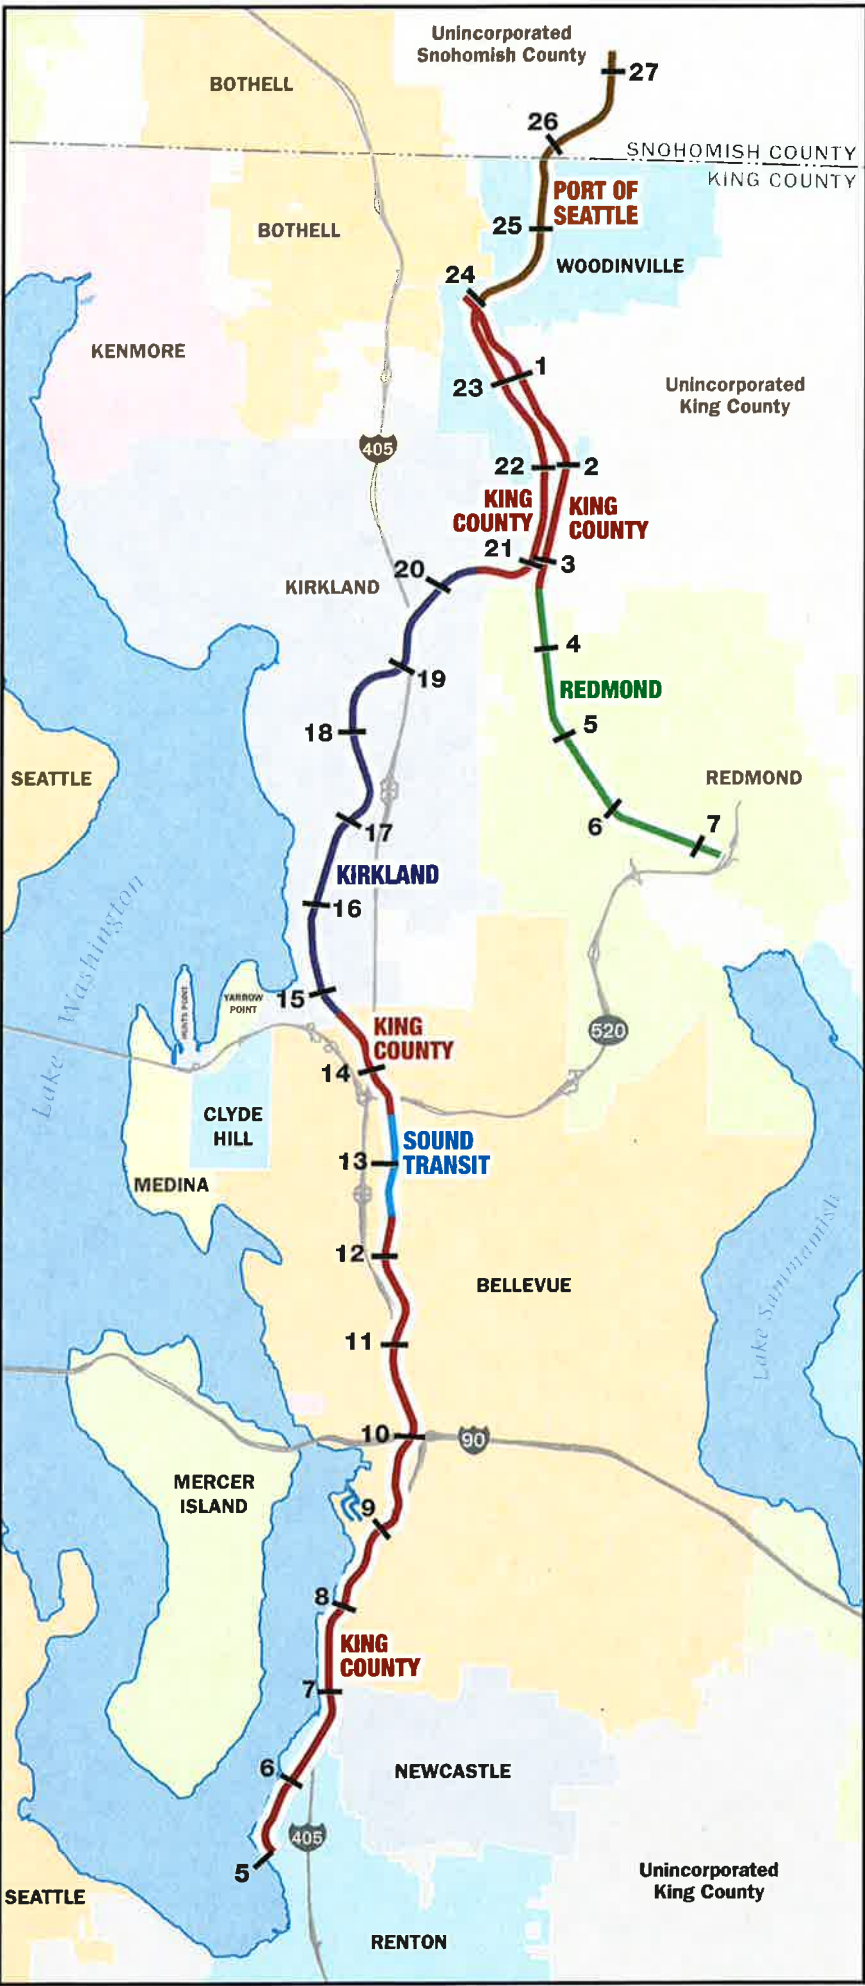 Unincorporated
Snohomish County
27
BOTHELL
26
SNOHOMISH COUNTY
KING COUNTY
PORT OF
SEATTLE
25
BOTHELL
WOODINVILLE
24
KENMORE
1
23
Unincorporated
King County
405
22
2
KING
COUNTY
KING
COUNTY
21
3
20
KIRKLAND
4
19
REDMOND
5
18
SEATTLE
REDMOND
6
7
17
KIRKLAND
16
Lake Washington
15
HUNTS POINT
YARROW
POINT
KING
COUNTY
520
14
CLYDE
HILL
SOUND
TRANSIT
13
MEDINA
12
Lake Sammamish
BELLEVUE
11
10
90
MERCER
ISLAND
9
8
KING
COUNTY
7
6
NEWCASTLE
405
5
Unincorporated
King County
SEATTLE
RENTON